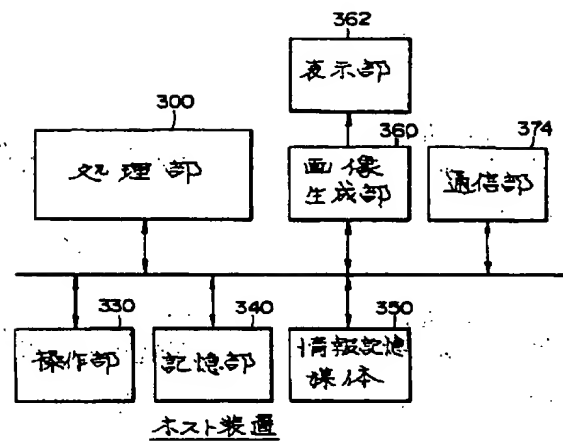 362
表示部
300
処理部
360
画像
生成部
374
通信部
330
操作部
340
記憶部
350
情報記憶
媒体
ホスト装置